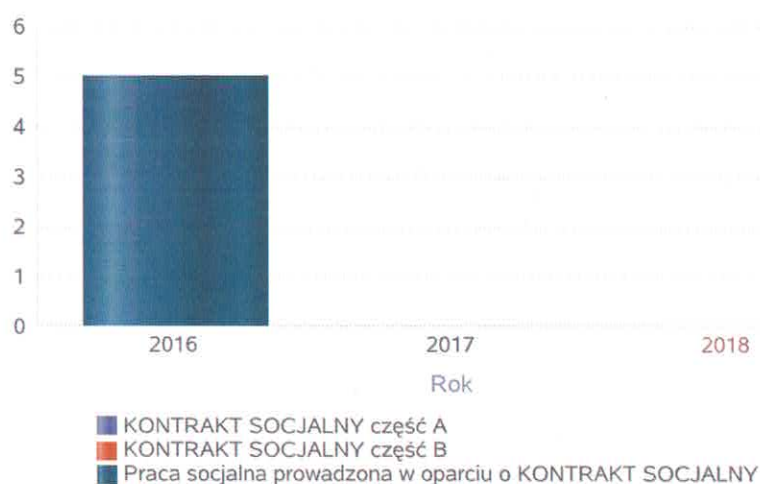 6
5
4
3
2
1
0
2016 2017 2018
Rok
KONTRAKT SOCJALNY część A
KONTRAKT SOCJALNY część B
Praca socjalna prowadzona w oparciu o KONTRAKT SOCJALNY